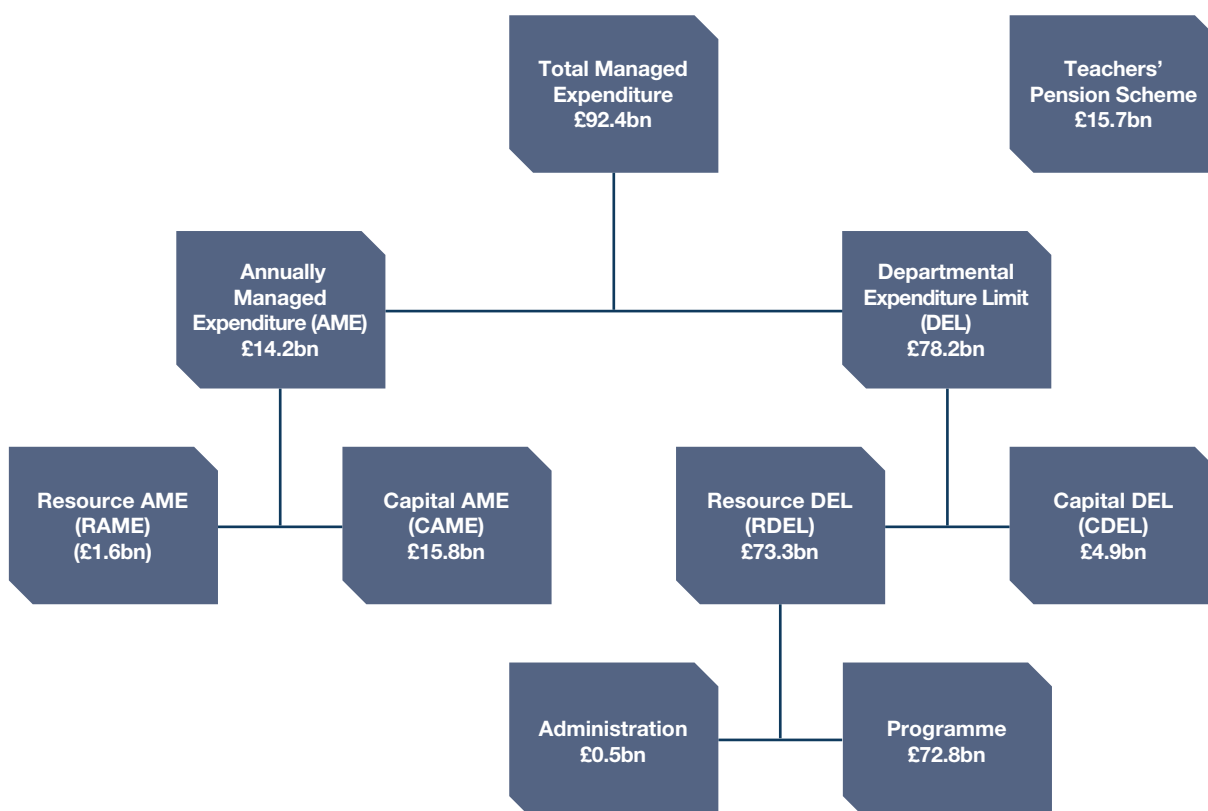 Total Managed
Expenditure
£92.4bn
Teachers’
Pension Scheme
£15.7bn
Annually
Managed
Expenditure (AME)
£14.2bn
Departmental
Expenditure Limit
(DEL)
£78.2bn
Resource AME
(RAME)
(£1.6bn)
Capital AME
(CAME)
£15.8bn
Resource DEL
(RDEL)
£73.3bn
Capital DEL
(CDEL)
£4.9bn
Administration
£0.5bn
Programme
£72.8bn